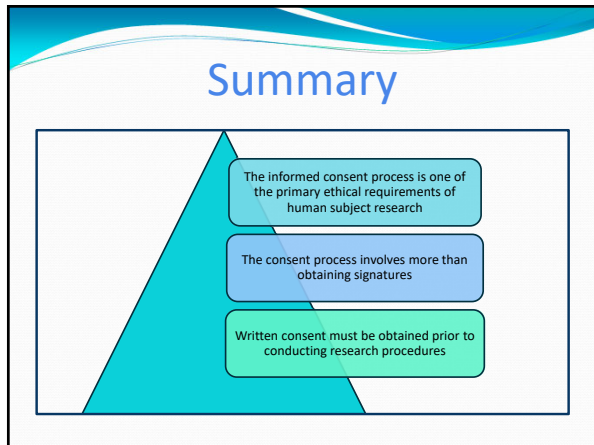 Summary
The informed consent process is one of
the primary ethical requirements of
human subject research
The consent process involves more than
obtaining signatures
Written consent must be obtained prior to
conducting research procedures